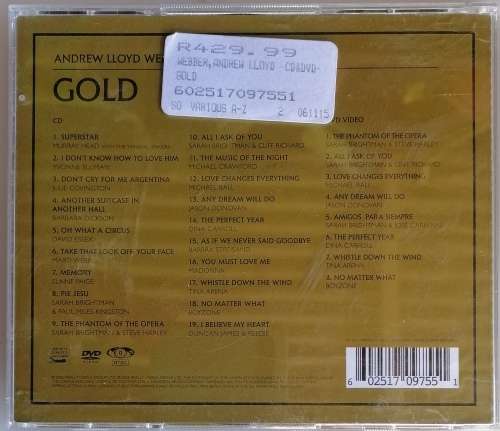 R429.99
WEBBER,ANDREW LLOYD -CD&DVD-
GOLD
602517097551
SO VARIOUS A-Z 2 061115
ANDREW LLOYD WE
GOLD
CD
1. SUPERSTAR
MURRAY HEAD WITH THE TRINIDAD SINGERS
2. I DON'T KNOW HOW TO LOVE HIM
YVONNE ELLIMAN
3. DON'T CRY FOR ME ARGENTINA
JULIE COVINGTON
4. ANOTHER SUITCASE IN
ANOTHER HALL
BARBARA DICKSON
5. OH WHAT A CIRCUS
DAVID ESSEX
6. TAKE THAT LOOK OFF YOUR FACE
MARTI WEBB
7. MEMORY
ELAINE PAIGE
8. PIE JESU
SARAH BRIGHTMAN
& PAUL MILES-KINGSTON
9. THE PHANTOM OF THE OPERA
SARAH BRIGHTMAN & STEVE HARLEY
10. ALL I ASK OF YOU
SARAH BRIGHTMAN & CLIFF RICHARD
11. THE MUSIC OF THE NIGHT
MICHAEL CRAWFORD
12. LOVE CHANGES EVERYTHING
MICHAEL BALL
13. ANY DREAM WILL DO
JASON DONOVAN
14. THE PERFECT YEAR
DINA CARROLL
15. AS IF WE NEVER SAID GOODBYE
BARBRA STREISAND
16. YOU MUST LOVE ME
MADONNA
17. WHISTLE DOWN THE WIND
TINA ARENA
18. NO MATTER WHAT
BOYZONE
19. I BELIEVE MY HEART
DUNCAN JAMES & KEEDIE
D VIDEO
1. THE PHANTOM OF THE OPERA
SARAH BRIGHTMAN & STEVE HARLEY
2. ALL I ASK OF YOU
SARAH BRIGHTMAN & CLIFF RICHARD
3. LOVE CHANGES EVERYTHING
MICHAEL BALL
4. ANY DREAM WILL DO
JASON DONOVAN
5. AMIGOS PARA SIEMPRE
SARAH BRIGHTMAN & JOSE CARRERAS
6. THE PERFECT YEAR
DINA CARROLL
7. WHISTLE DOWN THE WIND
TINA ARENA
8. NO MATTER WHAT
BOYZONE
DVD
6 02517 09755 1